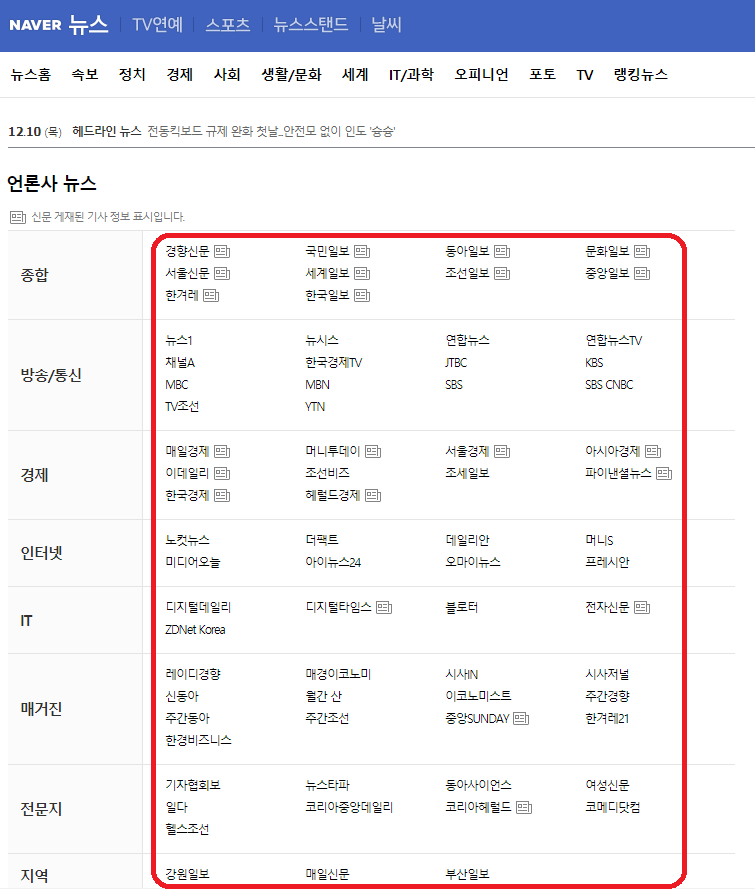 NAVER 뉴스 TV연예 스포츠 뉴스스탠드 날씨
뉴스홈 속보 정치 경제 사회 생활/문화 세계 IT/과학 오피니언 포토 TV 랭킹뉴스
12.10 (목) 헤드라인 뉴스 전동킥보드 규제 완화 첫날..안전모 없이 인도 '슝슝'
언론사 뉴스
신문 게재된 기사 정보 표시입니다.
종합
경향신문 국민일보 동아일보 문화일보
서울신문 세계일보 조선일보 중앙일보
한겨레 한국일보
방송/통신
뉴스1 뉴시스 연합뉴스 연합뉴스TV
채널A 한국경제TV JTBC KBS
MBC MBN SBS SBS CNBC
TV조선 YTN
경제
매일경제 머니투데이 서울경제 아시아경제
이데일리 조선비즈 조세일보 파이낸셜뉴스
한국경제 헤럴드경제
인터넷
노컷뉴스 더팩트 데일리안 머니S
미디어오늘 아이뉴스24 오마이뉴스 프레시안
IT
디지털데일리 디지털타임스 블로터 전자신문
ZDNet Korea
매거진
레이디경향 매경이코노미 시사IN 시사저널
신동아 월간 산 이코노미스트 주간경향
주간동아 주간조선 중앙SUNDAY 한겨레21
한경비즈니스
전문지
기자협회보 뉴스타파 동아사이언스 여성신문
일다 코리아중앙데일리 코리아헤럴드 코메디닷컴
헬스조선
지역
강원일보 매일신문 부산일보